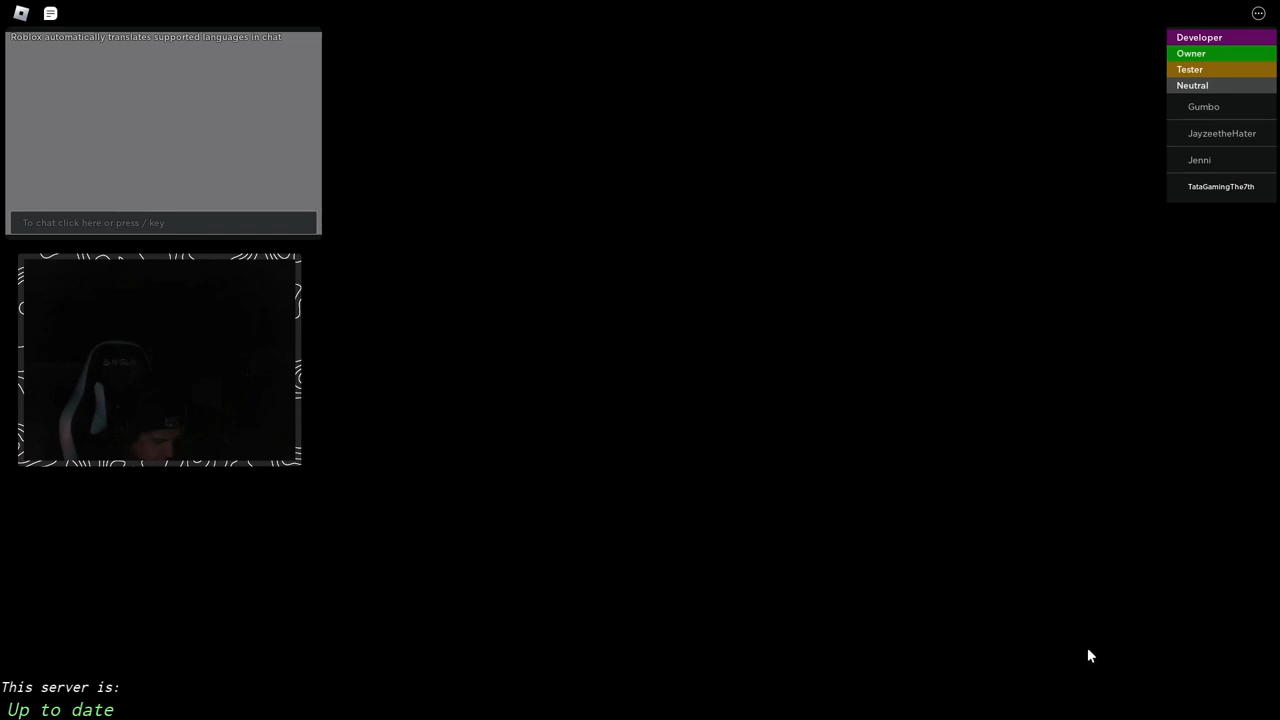 Roblox automatically translates supported languages in chat
To chat click here or press / key
Developer
Owner
Tester
Neutral
Gumbo
JayzeetheHater
Jenni
TataGamingThe7th
This server is:
Up to date